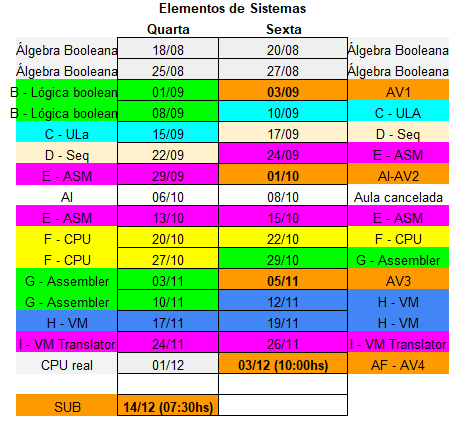 Elementos de Sistemas
Quarta Sexta
Álgebra Booleana 18/08 20/08 Álgebra Booleana
Álgebra Booleana 25/08 27/08 Álgebra Booleana
B - Lógica boolean 01/09 03/09 AV1
B - Lógica boolean 08/09 10/09 C - ULA
C - ULa 15/09 17/09 D - Seq
D - Seq 22/09 24/09 E - ASM
E - ASM 29/09 01/10 AI-AV2
AI 06/10 08/10 Aula cancelada
E - ASM 13/10 15/10 E - ASM
F - CPU 20/10 22/10 F - CPU
F - CPU 27/10 29/10 G - Assembler
G - Assembler 03/11 05/11 AV3
G - Assembler 10/11 12/11 H - VM
H - VM 17/11 19/11 H - VM
I - VM Translator 24/11 26/11 I - VM Translator
CPU real 01/12 03/12 (10:00hs) AF - AV4
SUB 14/12 (07:30hs)